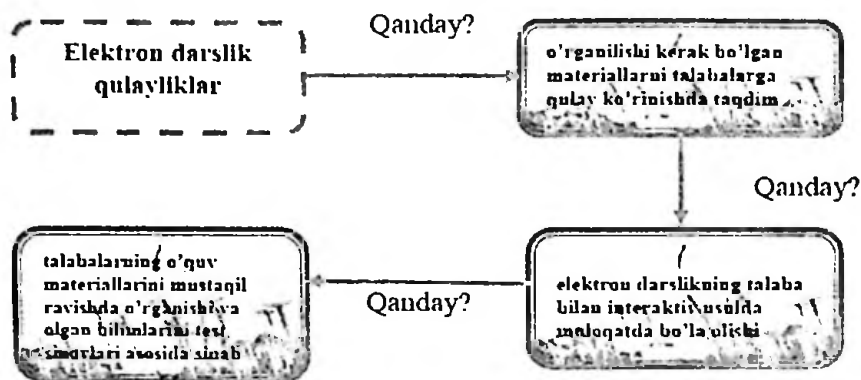 Elektron darslik
qulayliklar
Qanday?
o'rganilishi kerak bo'lgan
materiallarni talabalarga
qulay ko'rinishda taqdim
Qanday?
elektron darslikning talaba
bilan interaktiv usulda
muloqatda bo'la olishi
Qanday?
talabalarning o'quv
materiallarini mustaqil
ravishda o'rganishi va
olgan bilimlarini test
sinovlari asosida sinab